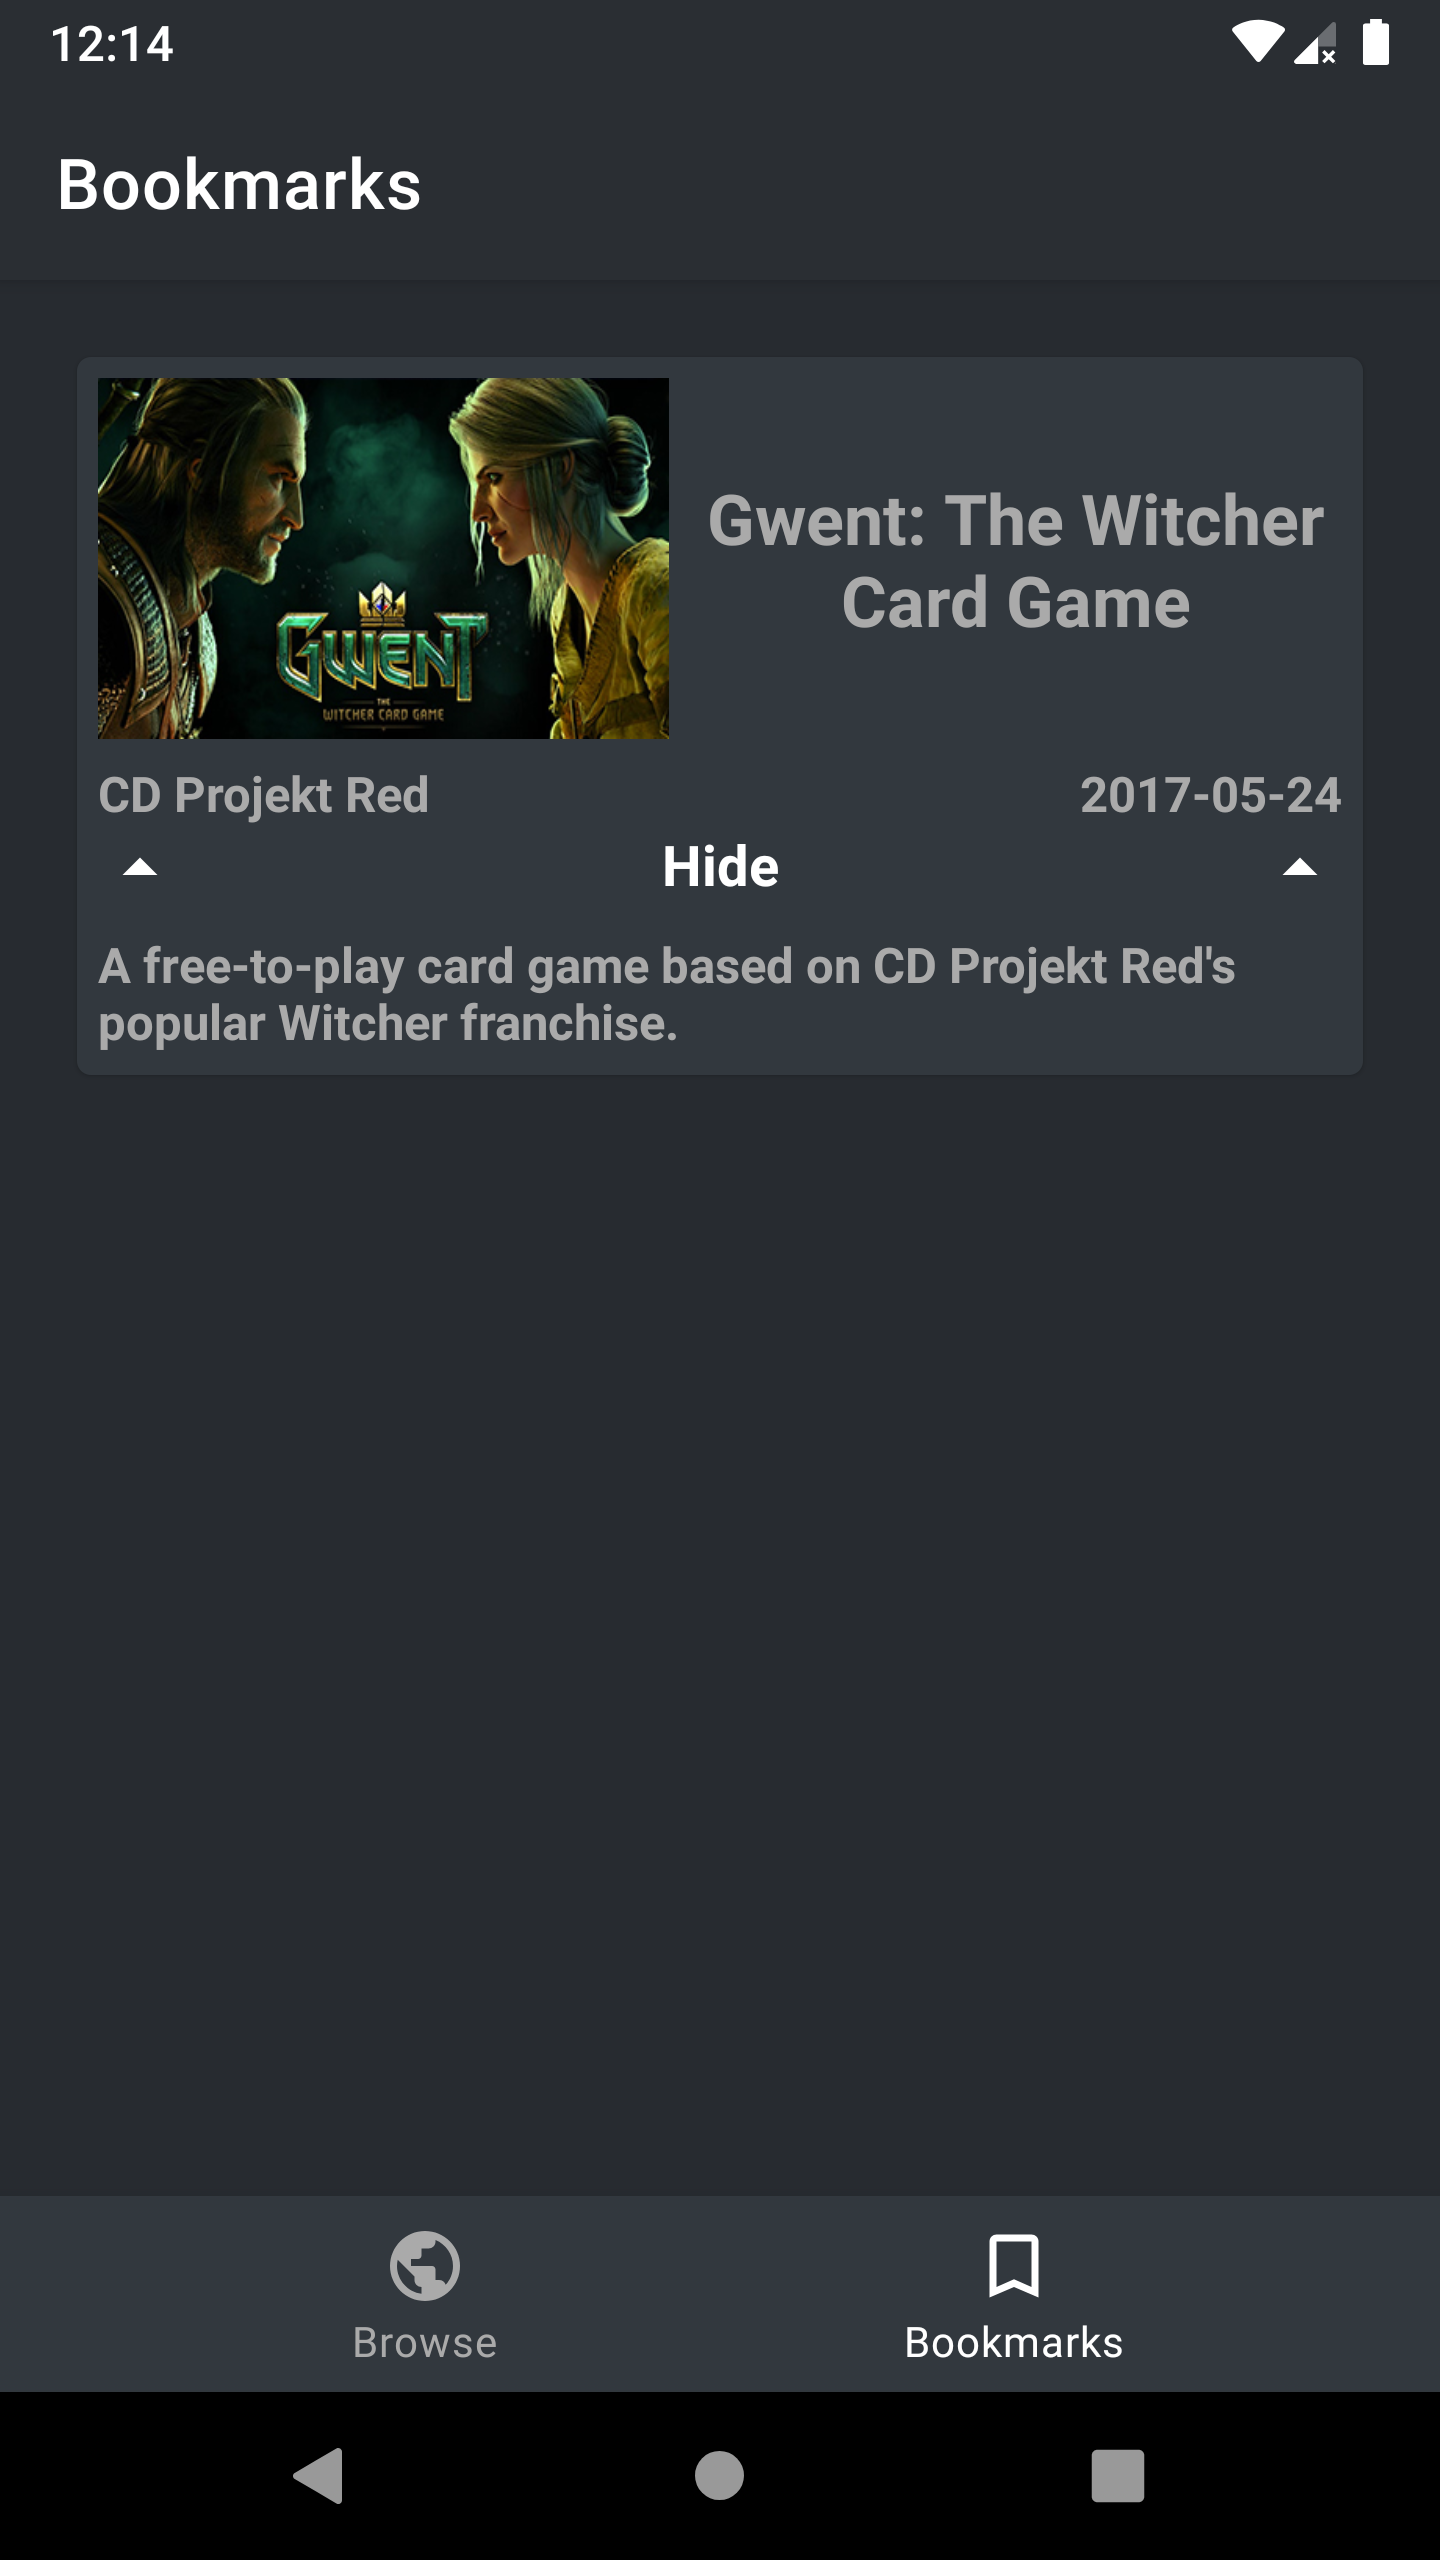 12:14
Bookmarks
Gwent: The Witcher
Card Game
GWENT
THE
WITCHER CARD GAME
CD Projekt Red
2017-05-24
Hide
A free-to-play card game based on CD Projekt Red's
popular Witcher franchise.
Browse
Bookmarks